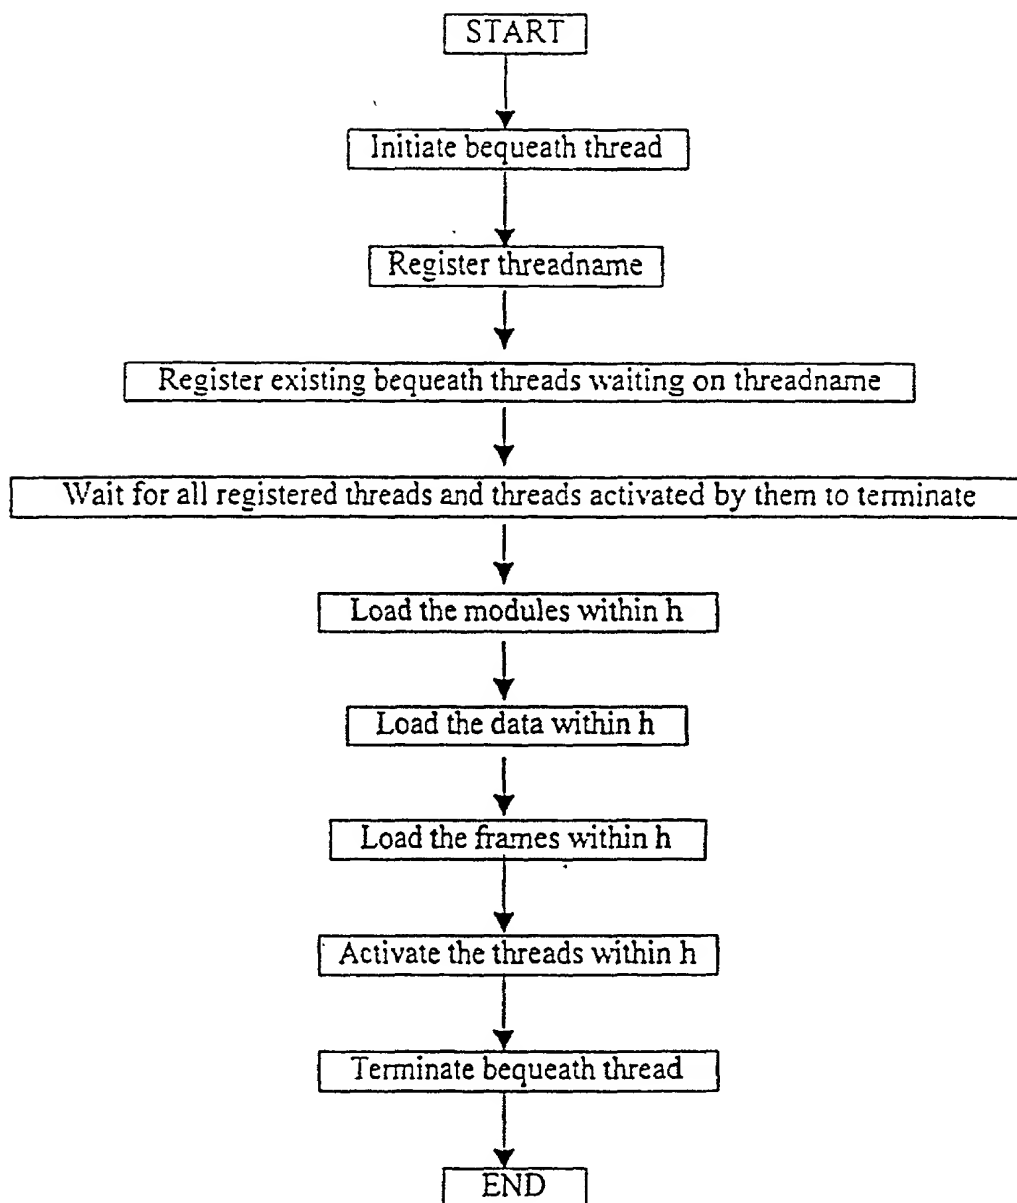 START
Initiate bequeath thread
Register threadname
Register existing bequeath threads waiting on threadname
Wait for all registered threads and threads activated by them to terminate
Load the modules within h
Load the data within h
Load the frames within h
Activate the threads within h
Terminate bequeath thread
END